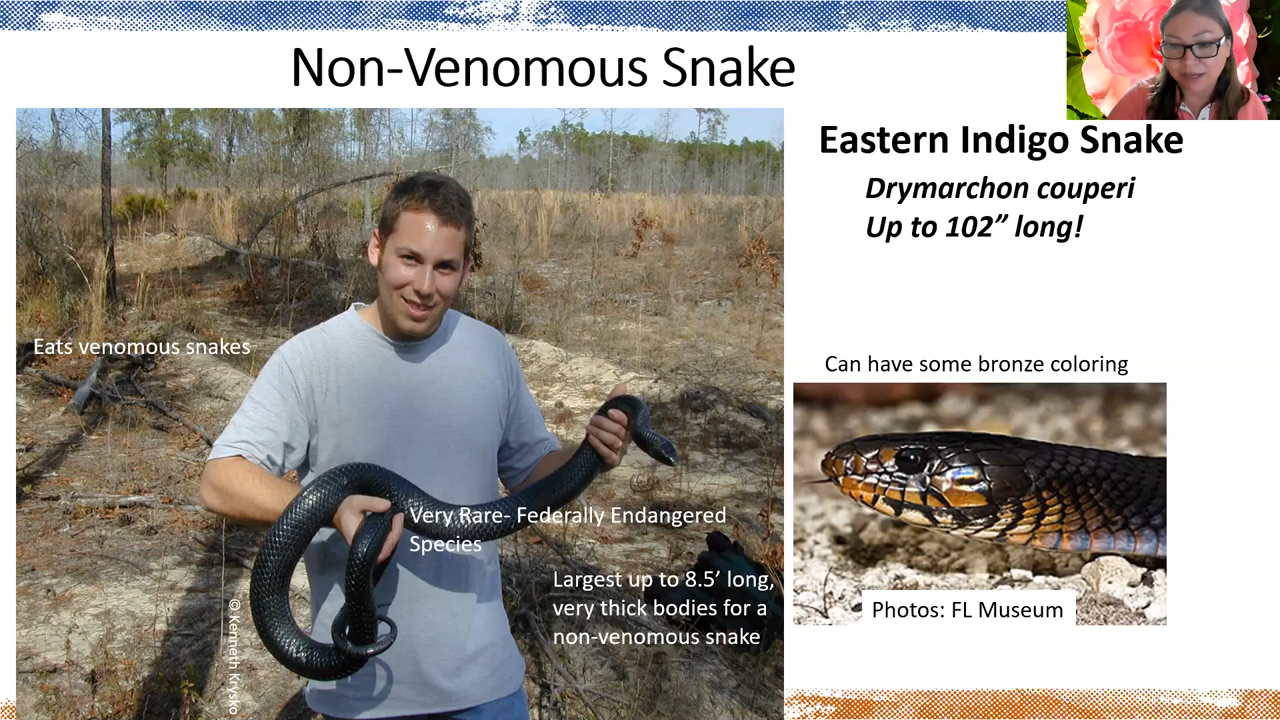 Non-Venomous Snake
Eastern Indigo Snake
Drymarchon couperi
Up to 102” long!
Eats venomous snakes
Very Rare- Federally Endangered
Species
Largest up to 8.5’ long,
very thick bodies for a
non-venomous snake
© Kenneth Krysko
Can have some bronze coloring
Photos: FL Museum